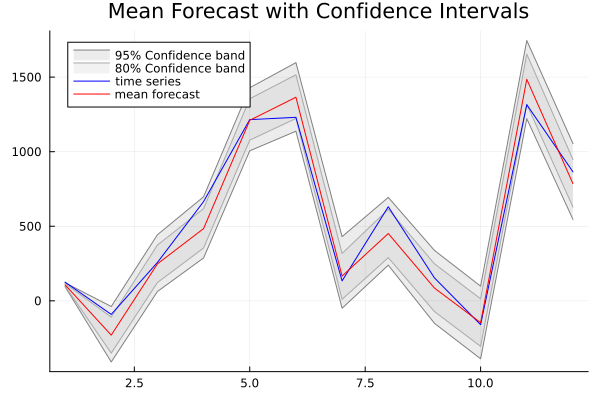 Mean Forecast with Confidence Intervals
95% Confidence band
80% Confidence band
time series
mean forecast
1500
1000
500
0
2.5 5.0 7.5 10.0